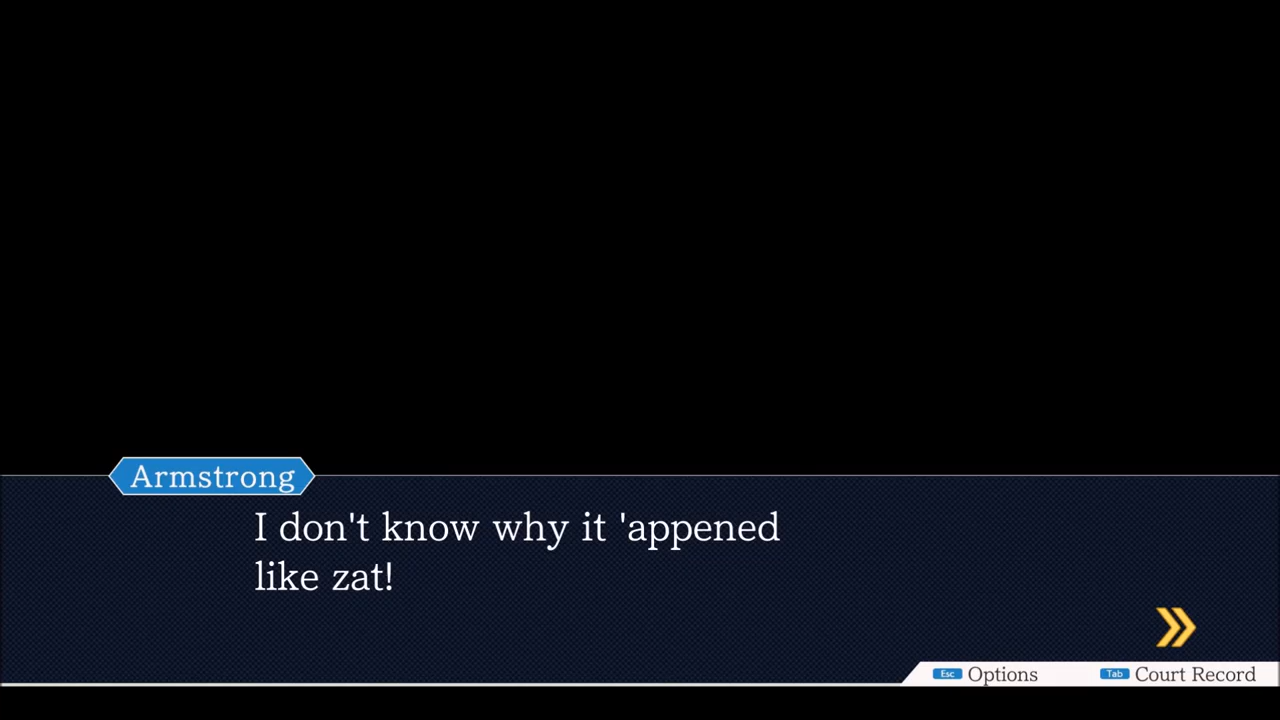 Armstrong
I don't know why it 'appened
like zat!
Esc Options Tab Court Record